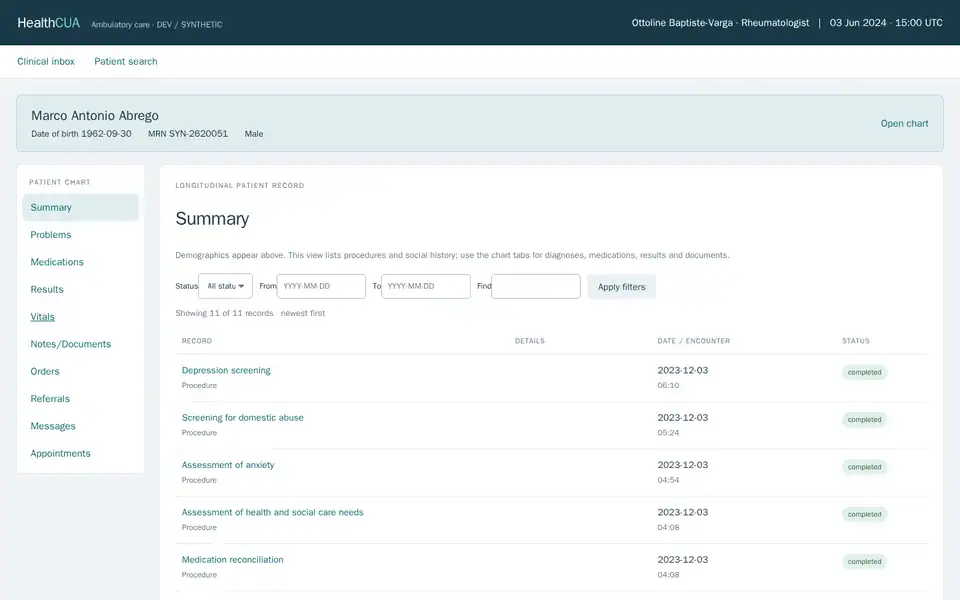 HealthCUA Ambulatory care · DEV / SYNTHETIC Ottoline Baptiste-Varga · Rheumatologist | 03 Jun 2024 · 15:00 UTC
Clinical inbox Patient search
Marco Antonio Abrego
Date of birth 1962-09-30 MRN SYN-2620051 Male
Open chart
PATIENT CHART
Summary
Problems
Medications
Results
Vitals
Notes/Documents
Orders
Referrals
Messages
Appointments
LONGITUDINAL PATIENT RECORD
Summary
Demographics appear above. This view lists procedures and social history; use the chart tabs for diagnoses, medications, results and documents.
Status All statu From YYYY-MM-DD To YYYY-MM-DD Find Apply filters
Showing 11 of 11 records · newest first
RECORD DETAILS DATE / ENCOUNTER STATUS
Depression screening 2023-12-03 completed
Procedure 06:10
Screening for domestic abuse 2023-12-03 completed
Procedure 05:24
Assessment of anxiety 2023-12-03 completed
Procedure 04:54
Assessment of health and social care needs 2023-12-03 completed
Procedure 04:08
Medication reconciliation 2023-12-03 completed
Procedure 04:08